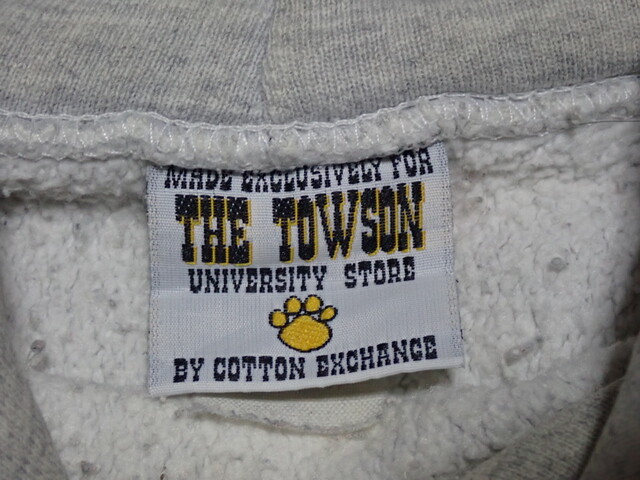 MADE EXCLUSIVELY FOR
THE TOWSON
UNIVERSITY STORE
BY COTTON EXCHANGE